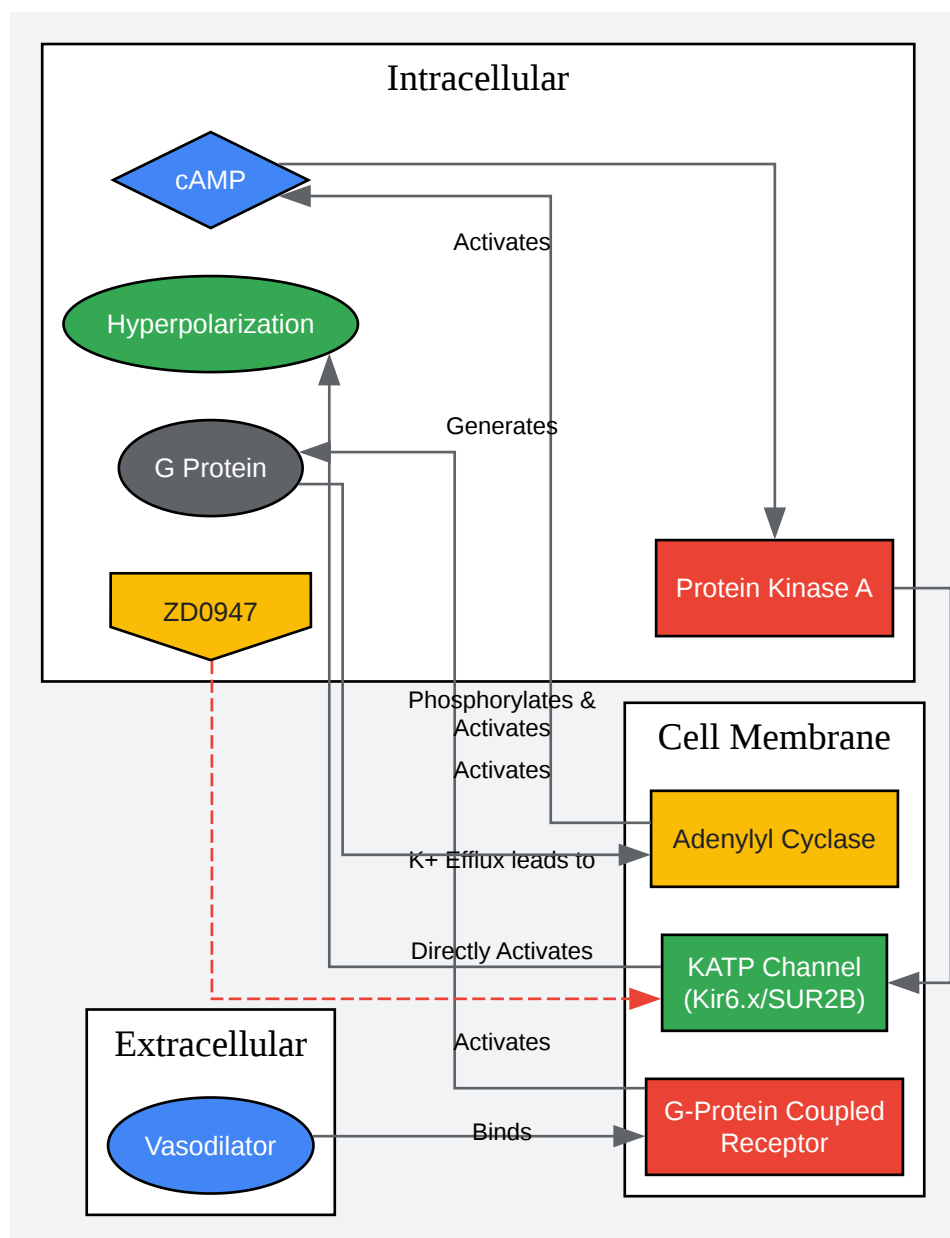 Intracellular
cAMP
Activates
Hyperpolarization
Generates
G Protein
Protein Kinase A
ZD0947
Phosphorylates &
Activates
Cell Membrane
Activates
Adenylyl Cyclase
K+ Efflux leads to
Directly Activates
KATP Channel
(Kir6.x/SUR2B)
Extracellular
Activates
G-Protein Coupled
Receptor
Binds
Vasodilator